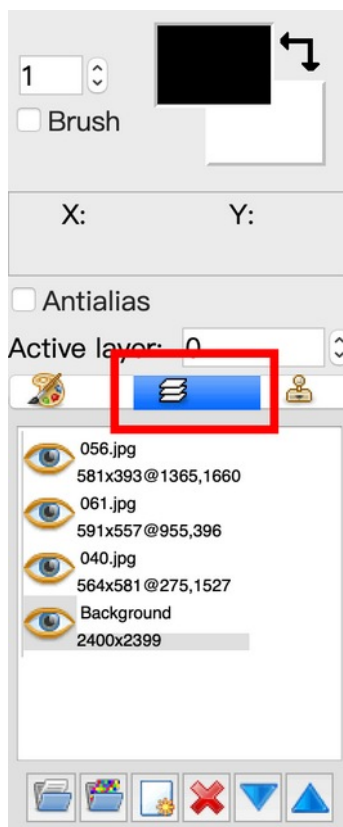 1
Brush
X: Y:
Antialias
Active layer: 0
056.jpg
581x393@1365,1660
061.jpg
591x557@955,396
040.jpg
564x581@275,1527
Background
2400x2399